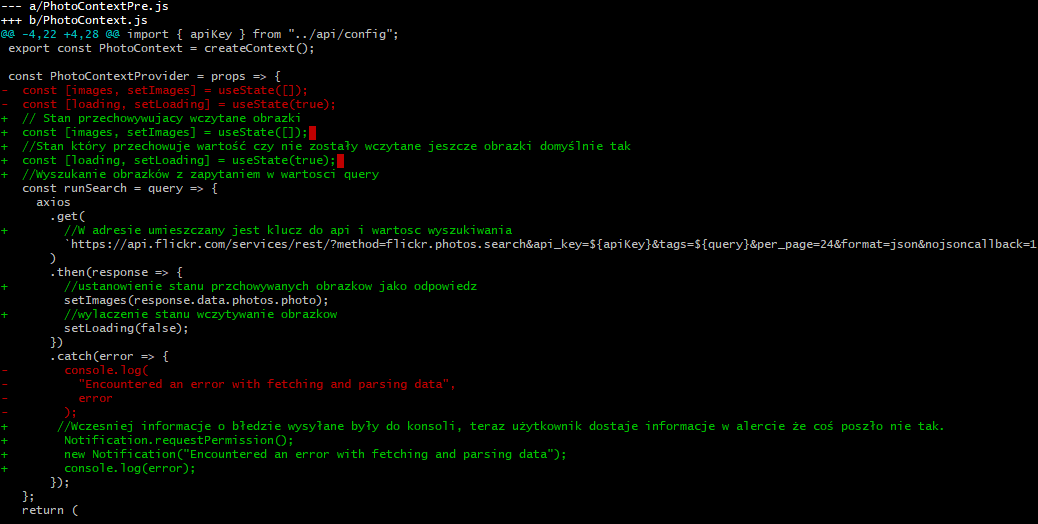 --- a/PhotoContextPre.js
+++ b/PhotoContext.js
@@ -4,22 +4,28 @@ import { apiKey } from "../api/config";
 export const PhotoContext = createContext();

 const PhotoContextProvider = props => {
-  const [images, setImages] = useState([]);
-  const [loading, setLoading] = useState(true);
+  // Stan przechowywujacy wczytane obrazki
+  const [images, setImages] = useState([]);
+  //Stan który przechowuje wartość czy nie zostały wczytane jeszcze obrazki domyślnie tak
+  const [loading, setLoading] = useState(true);
+  //Wyszukanie obrazków z zapytaniem w wartosci query
   const runSearch = query => {
     axios
       .get(
+        //W adresie umieszczany jest klucz do api i wartosc wyszukiwania
         `https://api.flickr.com/services/rest/?method=flickr.photos.search&api_key=${apiKey}&tags=${query}&per_page=24&format=json&nojsoncallback=1
       )
       .then(response => {
+        //ustanowienie stanu przchowywanych obrazkow jako odpowiedz
         setImages(response.data.photos.photo);
+        //wylaczenie stanu wczytywanie obrazkow
         setLoading(false);
       })
       .catch(error => {
-        console.log(
-          "Encountered an error with fetching and parsing data",
-          error
-        );
+       //Wczesniej informacje o błedzie wysyłane były do konsoli, teraz użytkownik dostaje informacje w alercie że coś poszło nie tak.
+        Notification.requestPermission();
+        new Notification("Encountered an error with fetching and parsing data");
+        console.log(error);
       });
   };
   return (